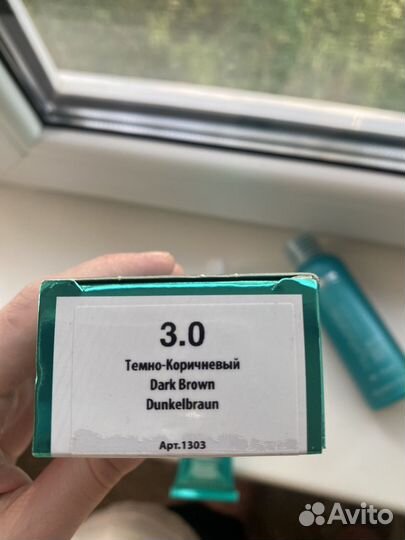 3.0
Темно-Коричневый
Dark Brown
Dunkelbraun
Арт.1303
Avito